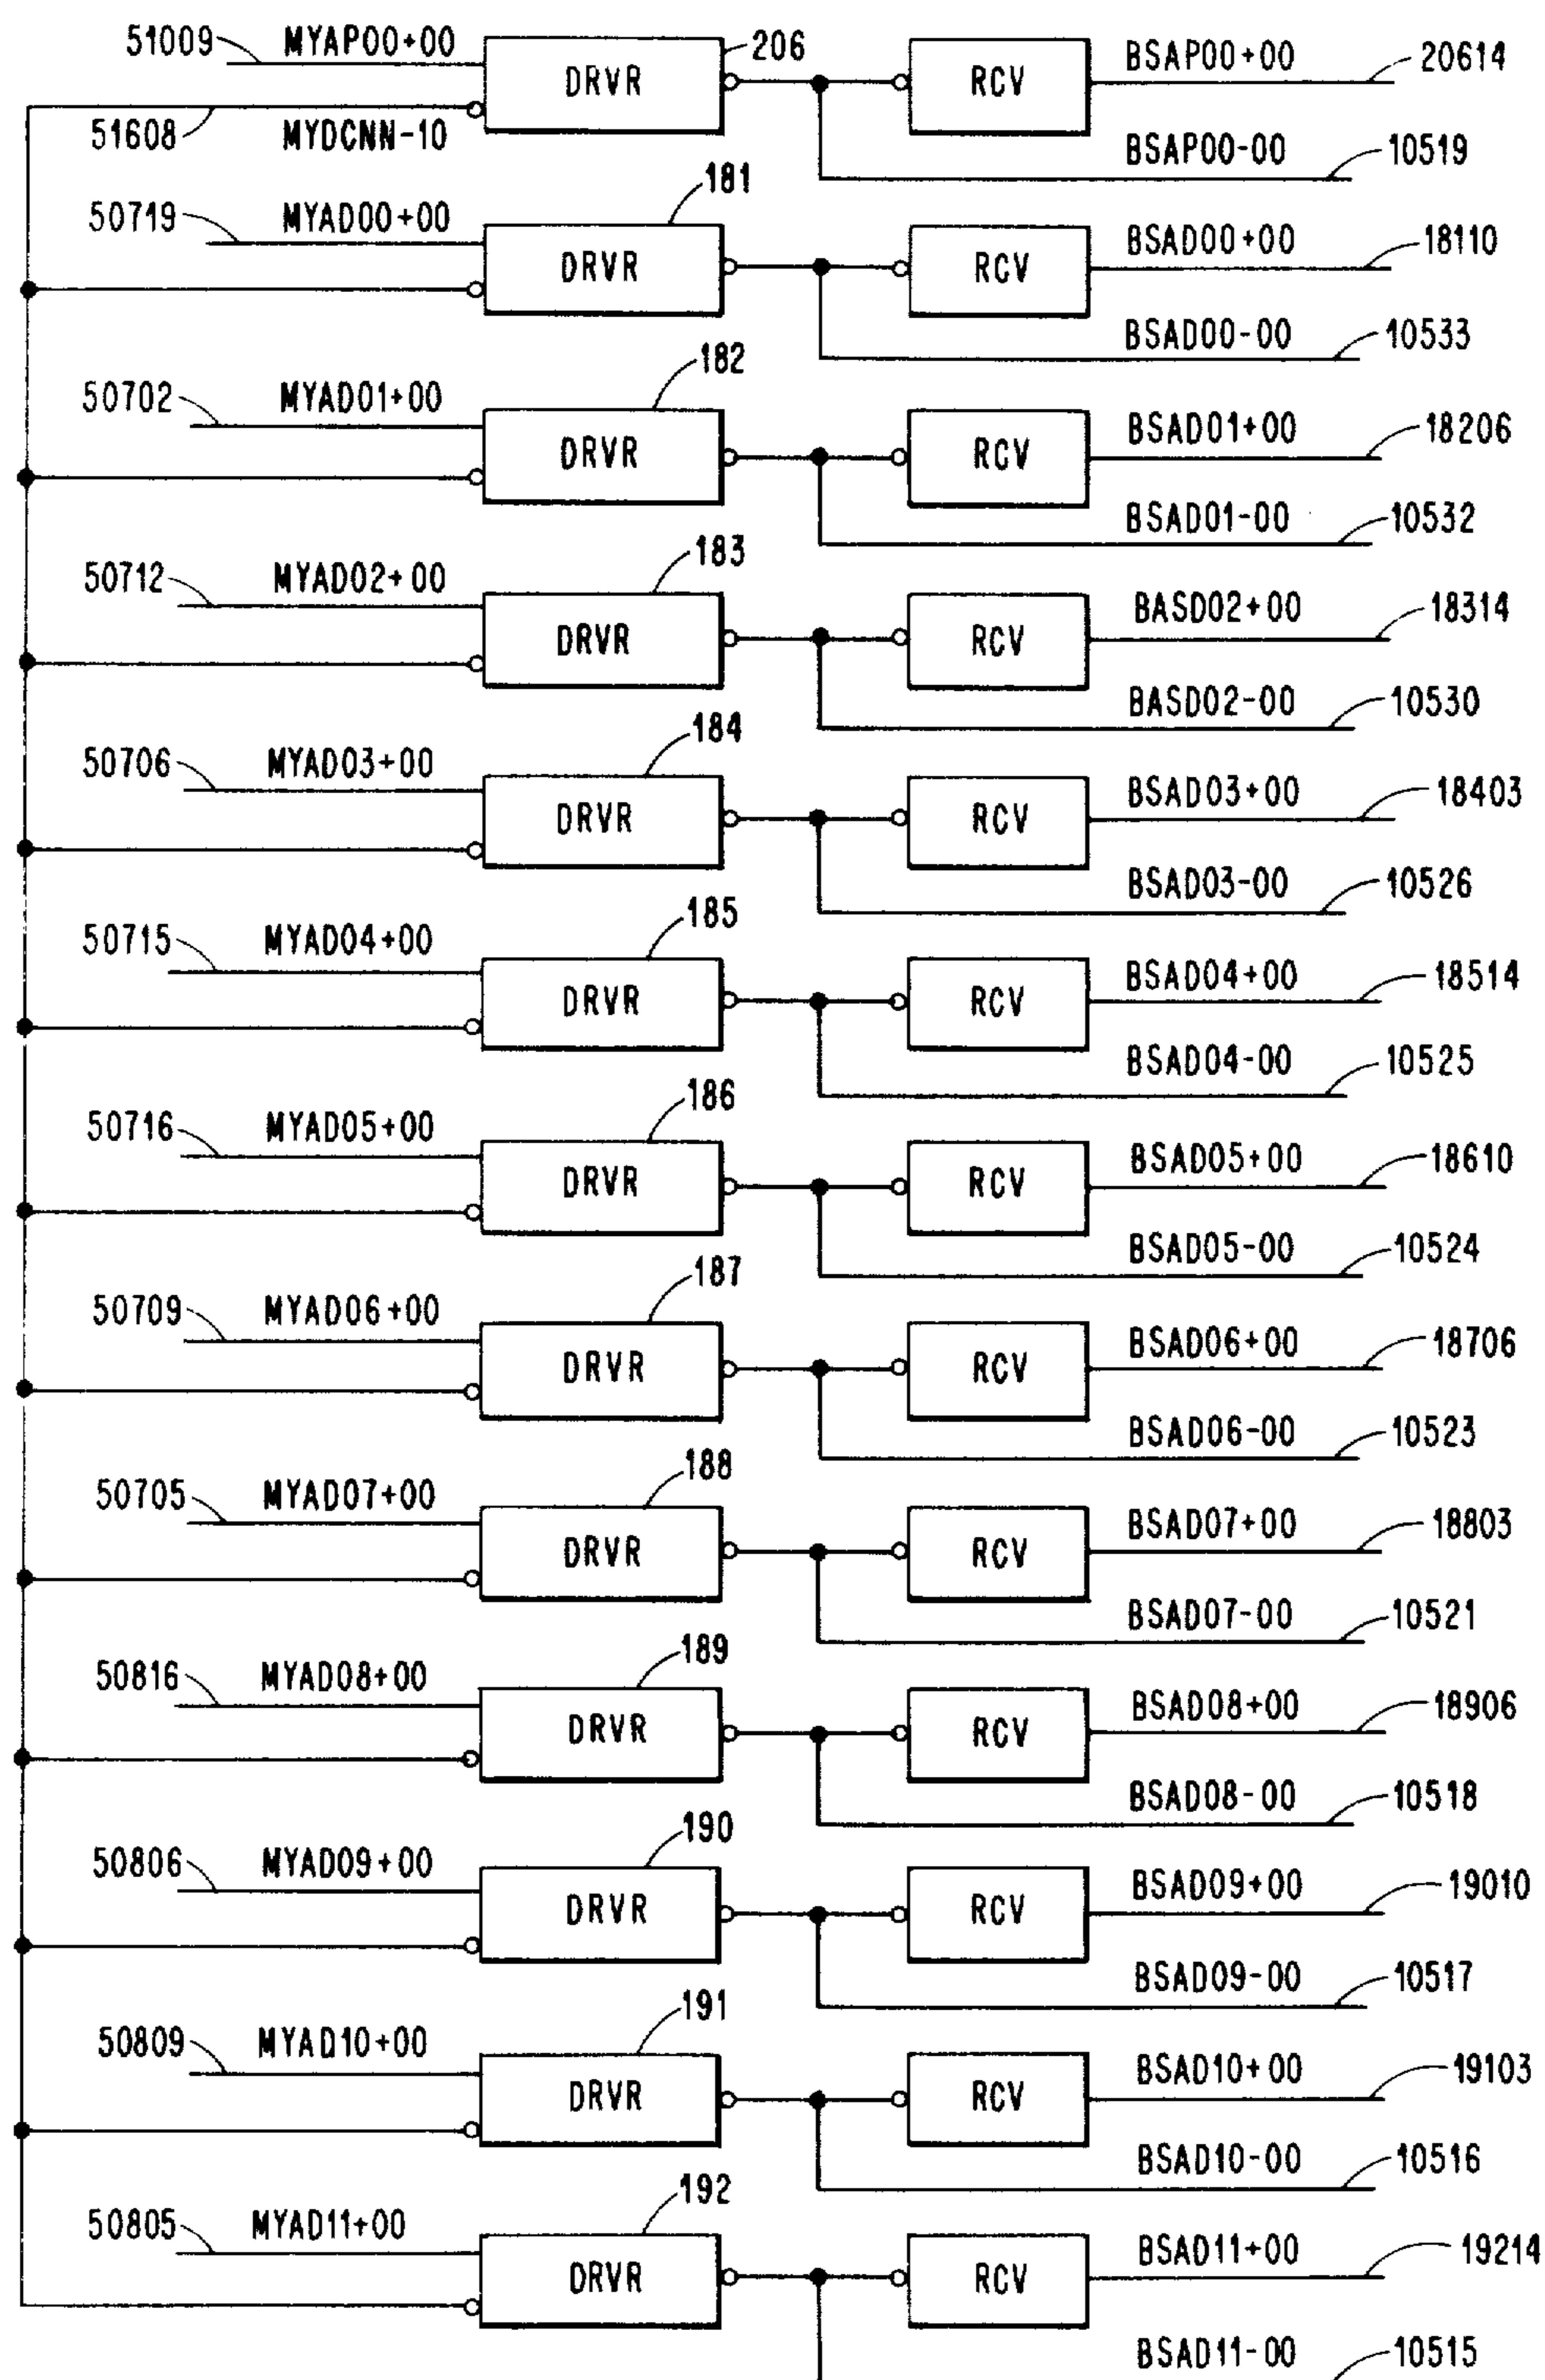 51009 MYAP00+00 206 BSAP00+00 20614
DRVR RCV
51608 MYDCNN-10 BSAP00-00 10519
181
50719 MYAD00+00 BSAD00+00 18110
DRVR RCV
BSAD00-00 10533
182
50702 MYAD01+00 BSAD01+00 18206
DRVR RCV
BSAD01-00 10532
183
50712 MYAD02+00 BASD02+00 18314
DRVR RCV
BASD02-00 10530
184
50706 MYAD03+00 BSAD03+00 18403
DRVR RCV
BSAD03-00 10526
185
50715 MYAD04+00 BSAD04+00 18514
DRVR RCV
BSAD04-00 10525
186
50716 MYAD05+00 BSAD05+00 18610
DRVR RCV
BSAD05-00 10524
187
50709 MYAD06+00 BSAD06+00 18706
DRVR RCV
BSAD06-00 10523
188
50705 MYAD07+00 BSAD07+00 18803
DRVR RCV
BSAD07-00 10521
189
50816 MYAD08+00 BSAD08+00 18906
DRVR RCV
BSAD08-00 10518
190
50806 MYAD09+00 BSAD09+00 19010
DRVR RCV
BSAD09-00 10517
191
50809 MYAD10+00 BSAD10+00 19103
DRVR RCV
BSAD10-00 10516
192
50805 MYAD11+00 BSAD11+00 19214
DRVR RCV
BSAD11-00 10515